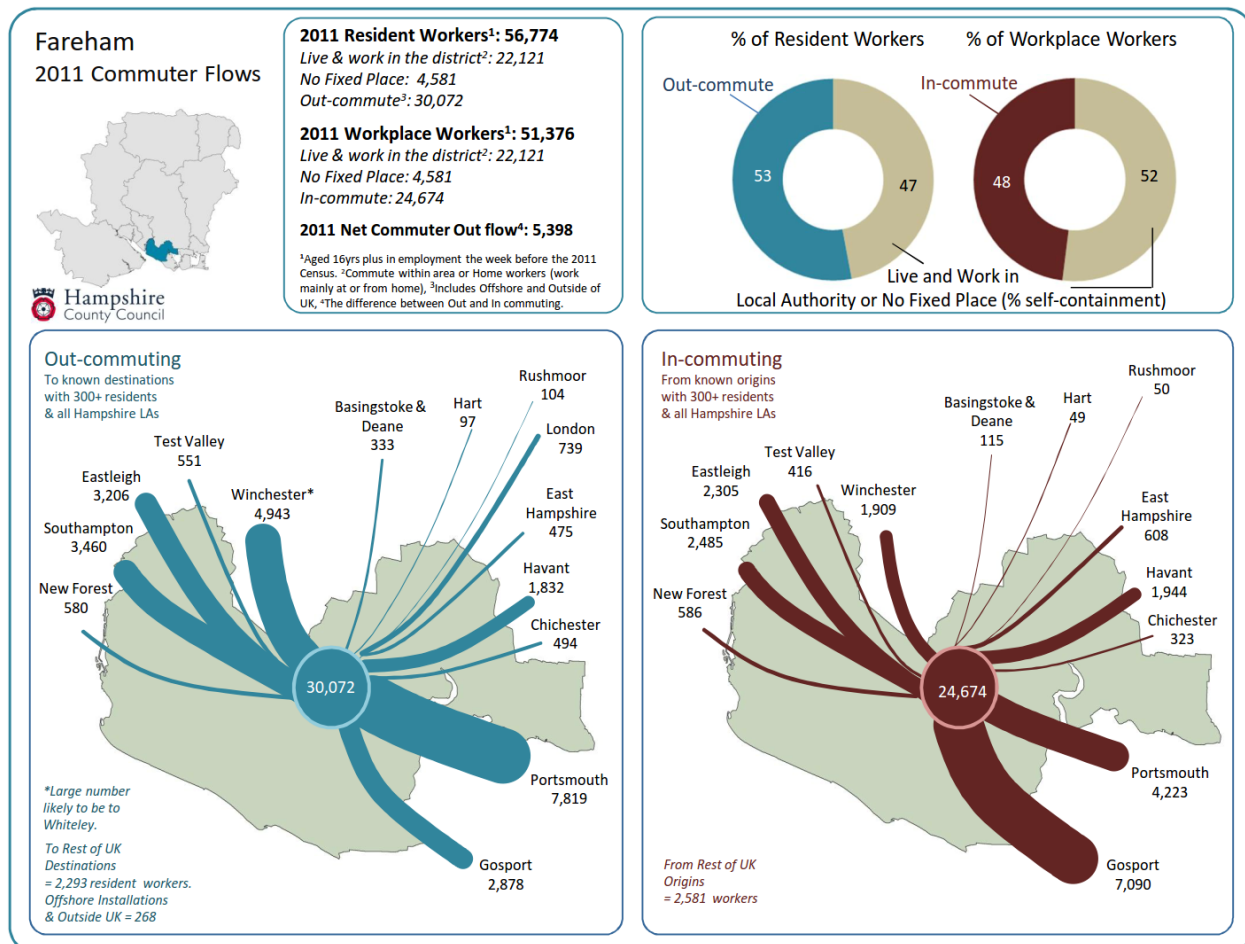 Fareham
2011 Commuter Flows
Hampshire
County Council
2011 Resident Workers¹: 56,774
Live & work in the district²: 22,121
No Fixed Place: 4,581
Out-commute³: 30,072
2011 Workplace Workers¹: 51,376
Live & work in the district²: 22,121
No Fixed Place: 4,581
In-commute: 24,674
2011 Net Commuter Out flow⁴: 5,398
¹Aged 16yrs plus in employment the week before the 2011
Census. ²Commute within area or Home workers (work
mainly at or from home), ³Includes Offshore and Outside of
UK, ⁴The difference between Out and In commuting.
% of Resident Workers
% of Workplace Workers
Out-commute
53
47
In-commute
48
52
Live and Work in
Local Authority or No Fixed Place (% self-containment)
Out-commuting
To known destinations
with 300+ residents
& all Hampshire LAs
New Forest
580
Southampton
3,460
Eastleigh
3,206
Test Valley
551
Winchester*
4,943
Basingstoke &
Deane
333
Hart
97
Rushmoor
104
London
739
East
Hampshire
475
Havant
1,832
Chichester
494
30,072
Portsmouth
7,819
Gosport
2,878
*Large number
likely to be to
Whiteley.
To Rest of UK
Destinations
= 2,293 resident workers.
Offshore Installations
& Outside UK = 268
In-commuting
From known origins
with 300+ residents
& all Hampshire LAs
New Forest
586
Southampton
2,485
Eastleigh
2,305
Test Valley
416
Winchester
1,909
Basingstoke &
Deane
115
Hart
49
Rushmoor
50
East
Hampshire
608
Havant
1,944
Chichester
323
24,674
Portsmouth
4,223
Gosport
7,090
From Rest of UK
Origins
= 2,581 workers